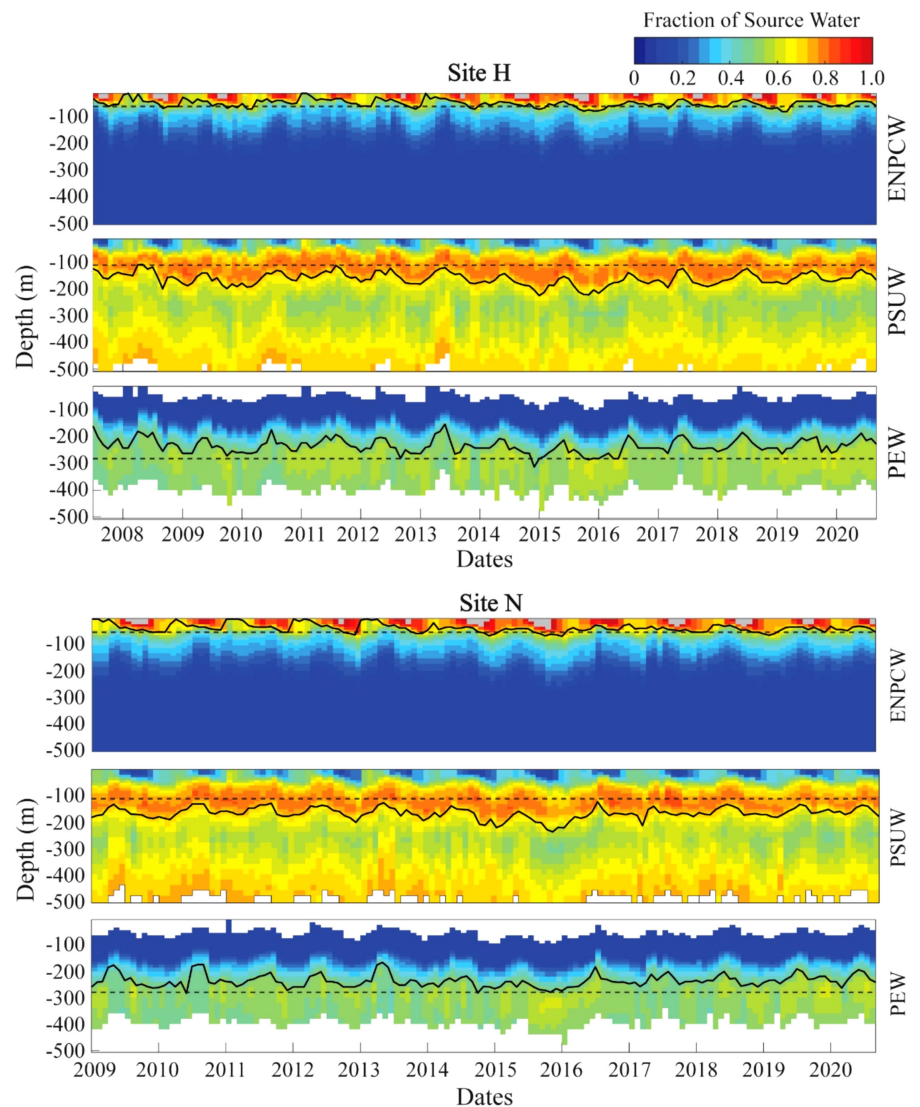 Fraction of Source Water
0 0.2 0.4 0.6 0.8 1.0
Site H
-100
-200
-300
-400
-500
ENPCW
-100
-200
-300
-400
-500
PSUW
-100
-200
-300
-400
-500
PEW
Depth (m)
2008 2009 2010 2011 2012 2013 2014 2015 2016 2017 2018 2019 2020
Dates
Site N
-100
-200
-300
-400
-500
ENPCW
-100
-200
-300
-400
-500
PSUW
-100
-200
-300
-400
-500
PEW
Depth (m)
2009 2010 2011 2012 2013 2014 2015 2016 2017 2018 2019 2020
Dates